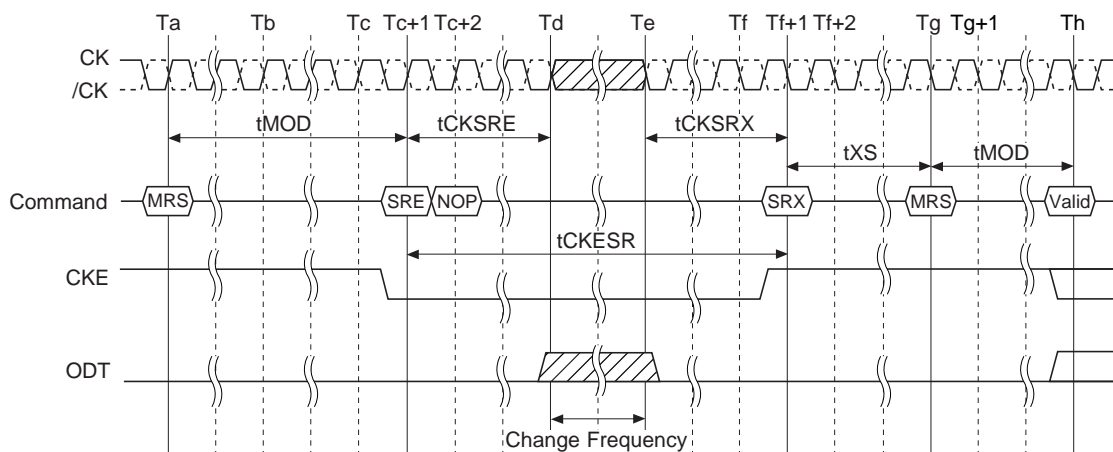 Ta Tb Tc Tc+1 Tc+2 Td Te Tf Tf+1 Tf+2 Tg Tg+1 Th
CK
/CK
tMOD tCKSRE tCKSRX
tXS tMOD
Command MRS SRE NOP SRX MRS Valid
tCKESR
CKE
ODT
Change Frequency